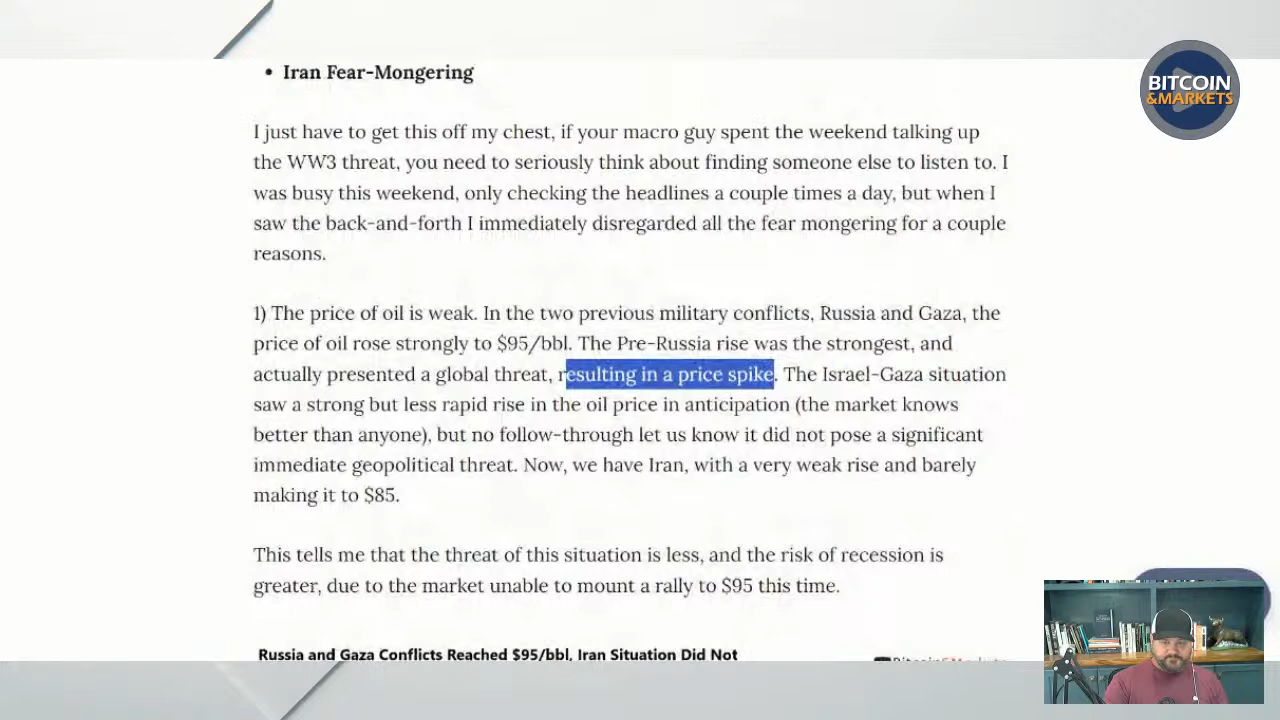 BITCOIN
&MARKETS
• Iran Fear-Mongering
I just have to get this off my chest, if your macro guy spent the weekend talking up
the WW3 threat, you need to seriously think about finding someone else to listen to. I
was busy this weekend, only checking the headlines a couple times a day, but when I
saw the back-and-forth I immediately disregarded all the fear mongering for a couple
reasons.
1) The price of oil is weak. In the two previous military conflicts, Russia and Gaza, the
price of oil rose strongly to $95/bbl. The Pre-Russia rise was the strongest, and
actually presented a global threat, resulting in a price spike. The Israel-Gaza situation
saw a strong but less rapid rise in the oil price in anticipation (the market knows
better than anyone), but no follow-through let us know it did not pose a significant
immediate geopolitical threat. Now, we have Iran, with a very weak rise and barely
making it to $85.
This tells me that the threat of this situation is less, and the risk of recession is
greater, due to the market unable to mount a rally to $95 this time.
Russia and Gaza Conflicts Reached $95/bbl, Iran Situation Did Not